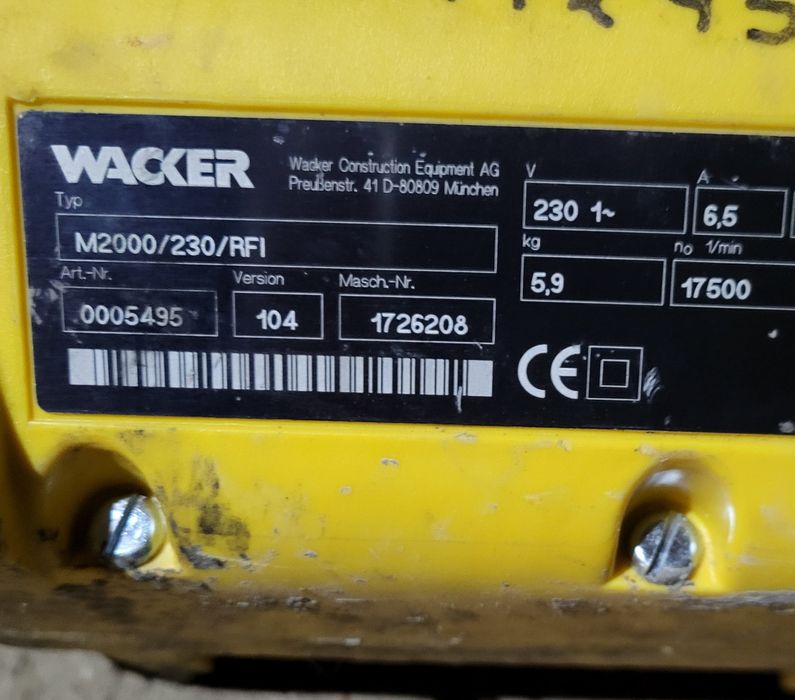 WACKER
Wacker Construction Equipment AG
Preußenstr. 41 D-80809 München
Typ
M2000/230/RFI
Art.-Nr.
0005495
Version
104
Masch.-Nr.
1726208
V
230 1~
A
6,5
kg
5,9
no 1/min
17500
CE